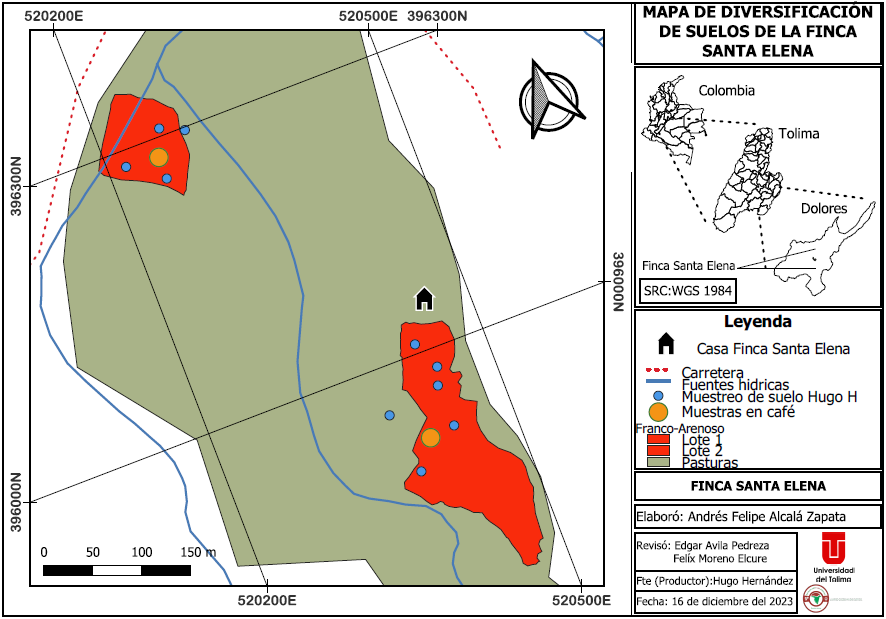 520200E
520500E
396300N
396300N
396000N
396000N
0 50 100 150 m
520200E
520500E
MAPA DE DIVERSIFICACIÓN
DE SUELOS DE LA FINCA
SANTA ELENA
Colombia
Tolima
Dolores
Finca Santa Elena
SRC:WGS 1984
Leyenda
Casa Finca Santa Elena
Carretera
Fuentes hidricas
Muestreo de suelo Hugo H
Muestras en café
Franco-Arenoso
Lote 1
Lote 2
Pasturas
FINCA SANTA ELENA
Elaboró: Andrés Felipe Alcalá Zapata
Revisó: Edgar Avila Pedreza
Felíx Moreno Elcure
Fte (Productor):Hugo Hernández
Fecha: 16 de diciembre del 2023
Universidad
del Tolima